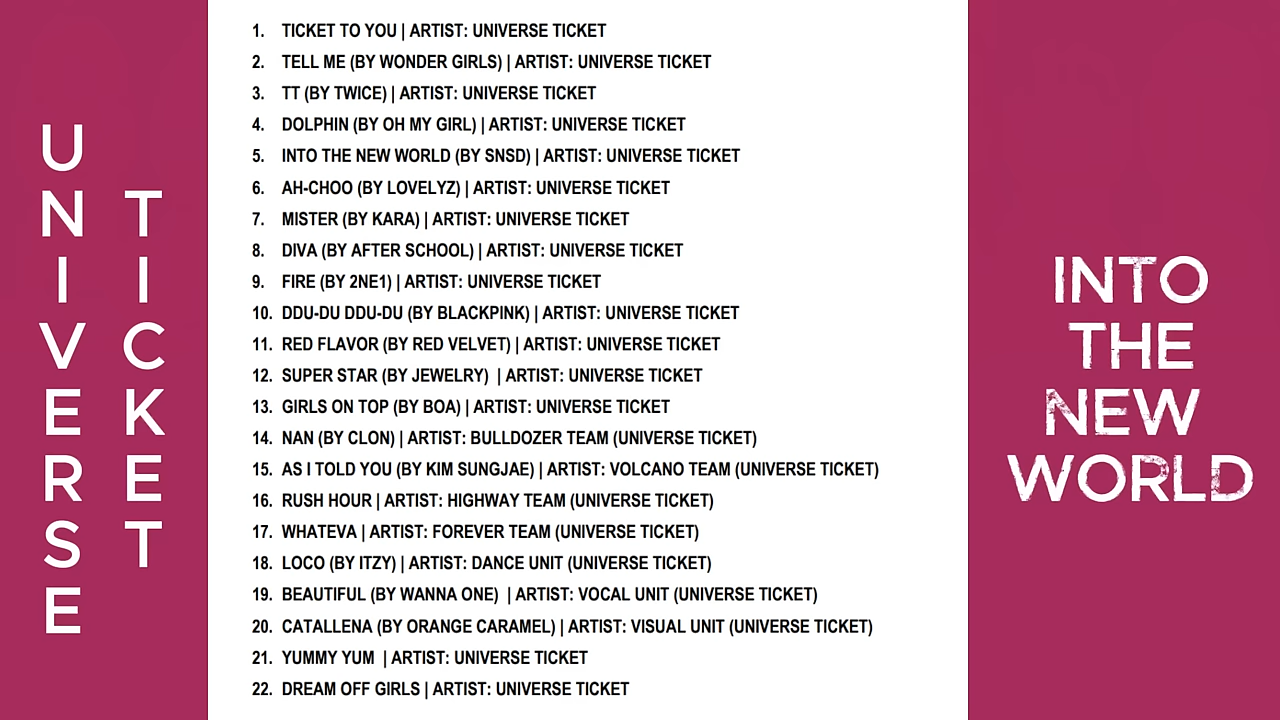 UNIVERSE
TICKET
1. TICKET TO YOU | ARTIST: UNIVERSE TICKET
2. TELL ME (BY WONDER GIRLS) | ARTIST: UNIVERSE TICKET
3. TT (BY TWICE) | ARTIST: UNIVERSE TICKET
4. DOLPHIN (BY OH MY GIRL) | ARTIST: UNIVERSE TICKET
5. INTO THE NEW WORLD (BY SNSD) | ARTIST: UNIVERSE TICKET
6. AH-CHOO (BY LOVELYZ) | ARTIST: UNIVERSE TICKET
7. MISTER (BY KARA) | ARTIST: UNIVERSE TICKET
8. DIVA (BY AFTER SCHOOL) | ARTIST: UNIVERSE TICKET
9. FIRE (BY 2NE1) | ARTIST: UNIVERSE TICKET
10. DDU-DU DDU-DU (BY BLACKPINK) | ARTIST: UNIVERSE TICKET
11. RED FLAVOR (BY RED VELVET) | ARTIST: UNIVERSE TICKET
12. SUPER STAR (BY JEWELRY) | ARTIST: UNIVERSE TICKET
13. GIRLS ON TOP (BY BOA) | ARTIST: UNIVERSE TICKET
14. NAN (BY CLON) | ARTIST: BULLDOZER TEAM (UNIVERSE TICKET)
15. AS I TOLD YOU (BY KIM SUNGJAE) | ARTIST: VOLCANO TEAM (UNIVERSE TICKET)
16. RUSH HOUR | ARTIST: HIGHWAY TEAM (UNIVERSE TICKET)
17. WHATEVA | ARTIST: FOREVER TEAM (UNIVERSE TICKET)
18. LOCO (BY ITZY) | ARTIST: DANCE UNIT (UNIVERSE TICKET)
19. BEAUTIFUL (BY WANNA ONE) | ARTIST: VOCAL UNIT (UNIVERSE TICKET)
20. CATALLENA (BY ORANGE CARAMEL) | ARTIST: VISUAL UNIT (UNIVERSE TICKET)
21. YUMMY YUM | ARTIST: UNIVERSE TICKET
22. DREAM OFF GIRLS | ARTIST: UNIVERSE TICKET
INTO
THE
NEW
WORLD